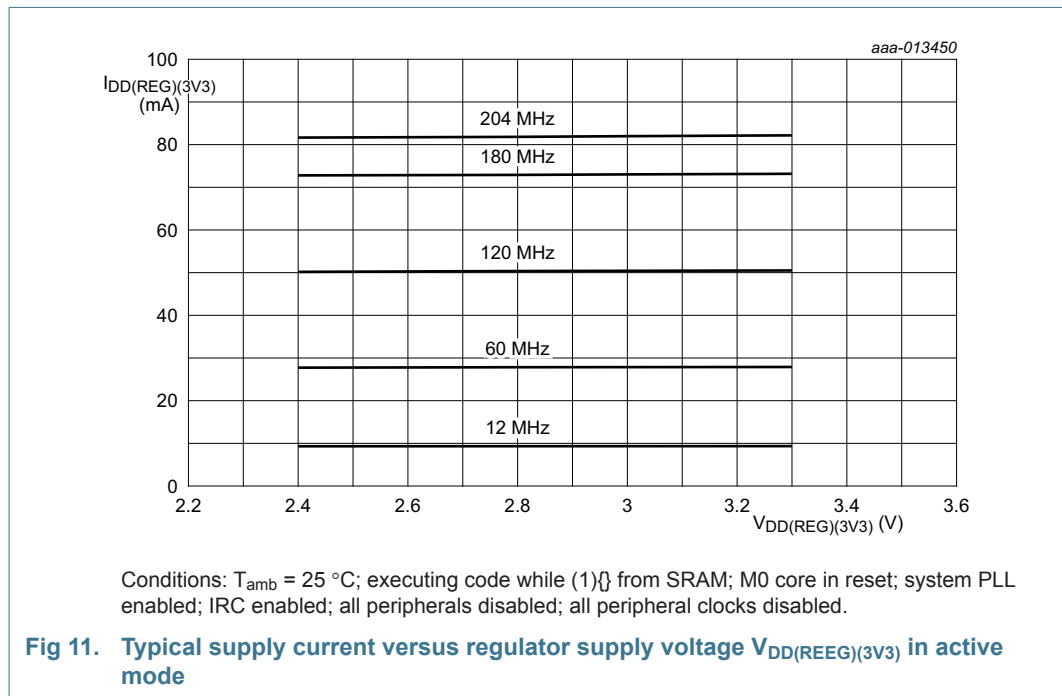 aaa-013450
100
IDD(REG)(3V3)
(mA)
204 MHz
80
180 MHz
60
120 MHz
40
60 MHz
20
12 MHz
0
2.2 2.4 2.6 2.8 3 3.2 3.4 3.6
VDD(REG)(3V3) (V)
Conditions: Tamb = 25 °C; executing code while (1){} from SRAM; M0 core in reset; system PLL
enabled; IRC enabled; all peripherals disabled; all peripheral clocks disabled.
Fig 11. Typical supply current versus regulator supply voltage VDD(REEG)(3V3) in active
mode